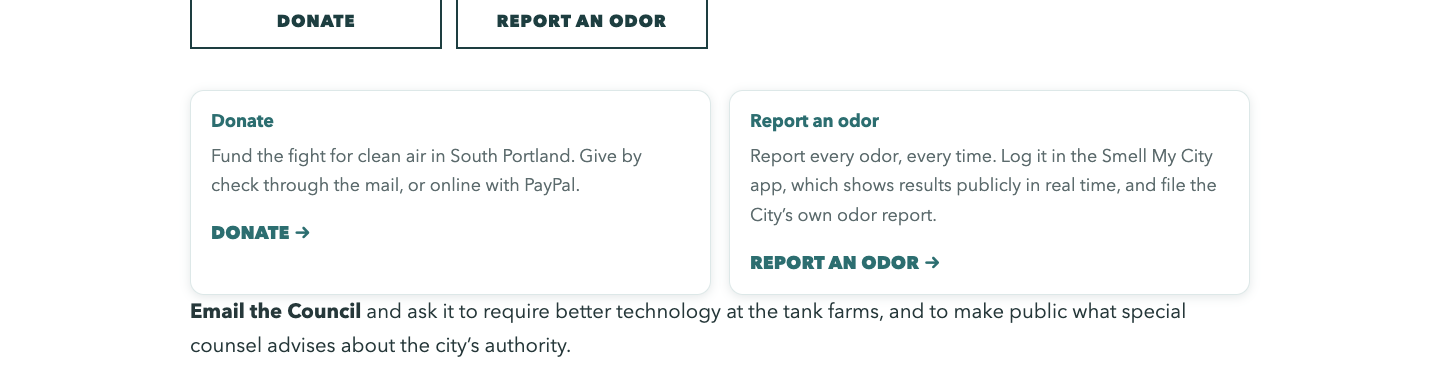 DONATE
REPORT AN ODOR
Donate
Fund the fight for clean air in South Portland. Give by
check through the mail, or online with PayPal.
DONATE →
Report an odor
Report every odor, every time. Log it in the Smell My City
app, which shows results publicly in real time, and file the
City’s own odor report.
REPORT AN ODOR →
Email the Council and ask it to require better technology at the tank farms, and to make public what special
counsel advises about the city’s authority.